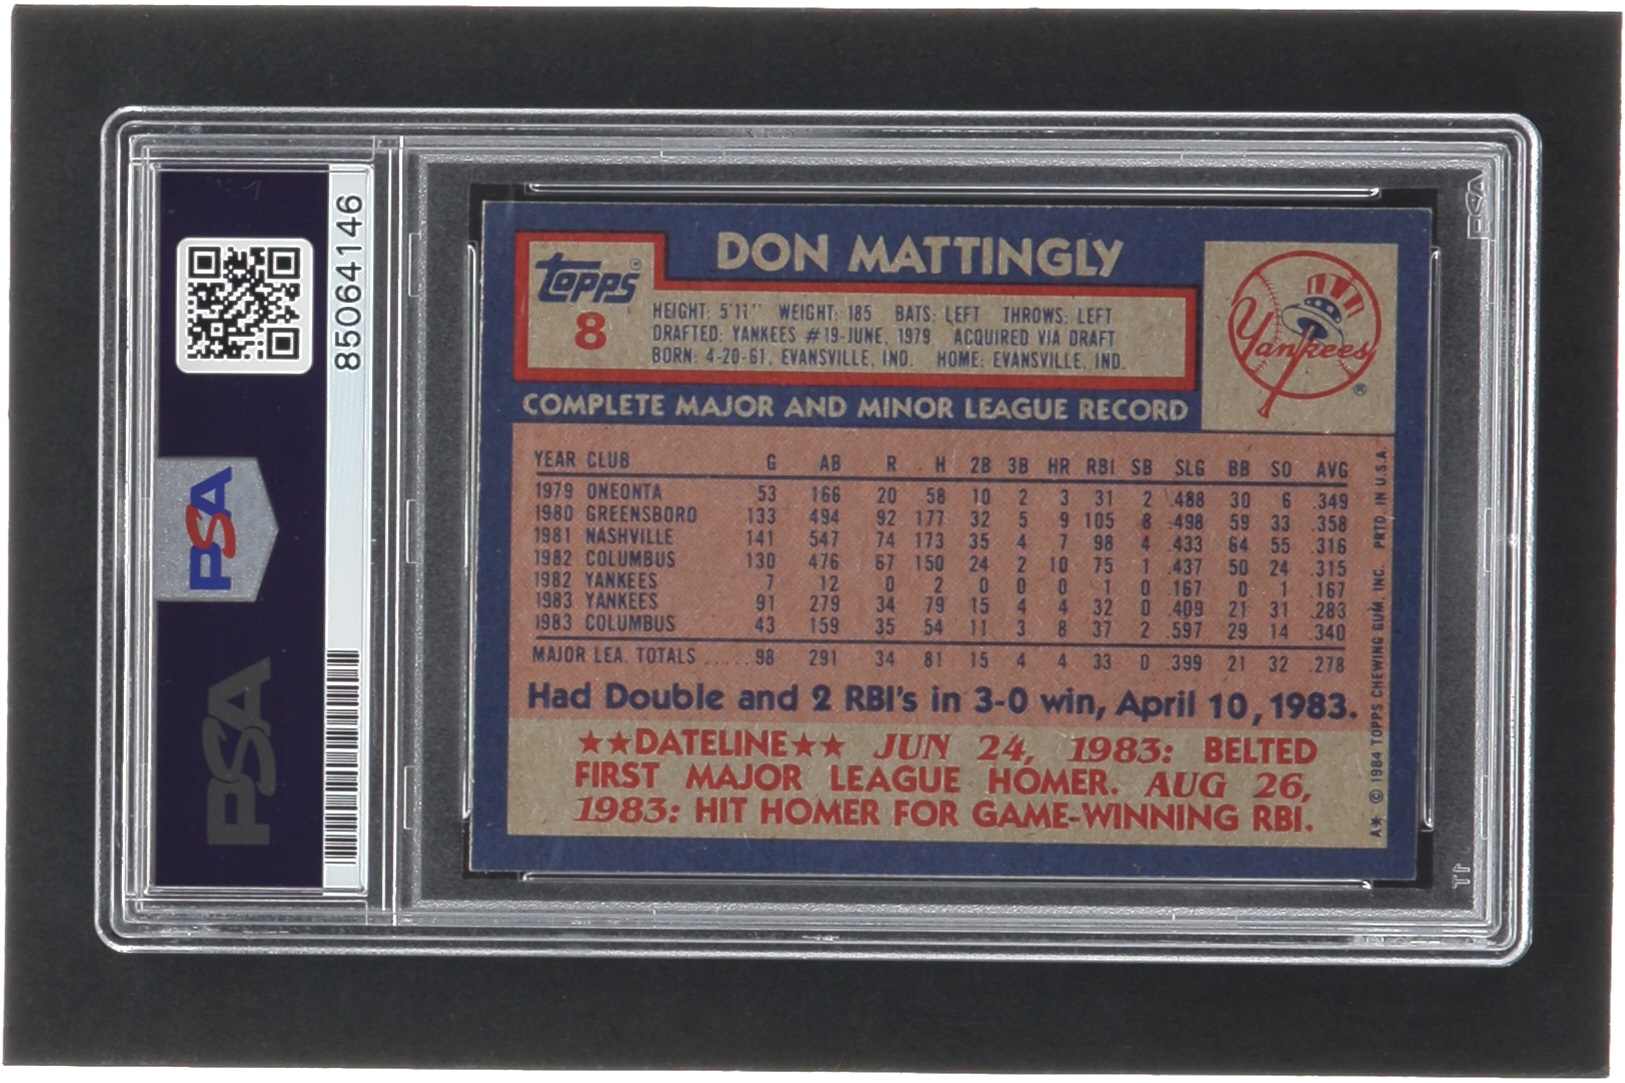 DON MATTINGLY
TOPPS©
8
HEIGHT: 5'11" WEIGHT: 185 BATS: LEFT THROWS: LEFT
DRAFTED: YANKEES #19-JUNE, 1979 ACQUIRED VIA DRAFT
BORN: 4-20-61, EVANSVILLE, IND. HOME: EVANSVILLE, IND.
Yankees
®
COMPLETE MAJOR AND MINOR LEAGUE RECORD
YEAR CLUB G AB R H 2B 3B HR RBI SB SLG BB SO AVG
1979 ONEONTA 53 166 20 58 10 2 3 31 2 .488 30 6 .349
1980 GREENSBORO 133 494 92 177 32 5 9 105 8 .498 59 33 .358
1981 NASHVILLE 141 547 74 173 35 4 7 98 4 .433 64 55 .316
1982 COLUMBUS 130 476 67 150 24 2 10 75 1 .437 50 24 .315
1982 YANKEES 7 12 0 2 0 0 0 1 0 .167 0 1 .167
1983 YANKEES 91 279 34 79 15 4 4 32 0 .409 21 31 .283
1983 COLUMBUS 43 159 35 54 11 3 8 37 2 .597 29 14 .340
MAJOR LEA. TOTALS ..... 98 291 34 81 15 4 4 33 0 .399 21 32 .278
Had Double and 2 RBI's in 3-0 win, April 10, 1983.
★★DATELINE★★ JUN 24, 1983: BELTED
FIRST MAJOR LEAGUE HOMER. AUG 26,
1983: HIT HOMER FOR GAME-WINNING RBI.
A✱ © 1984 TOPPS CHEWING GUM, INC. PRTD. IN U.S.A.
85064146
PSA
PSA
PSA